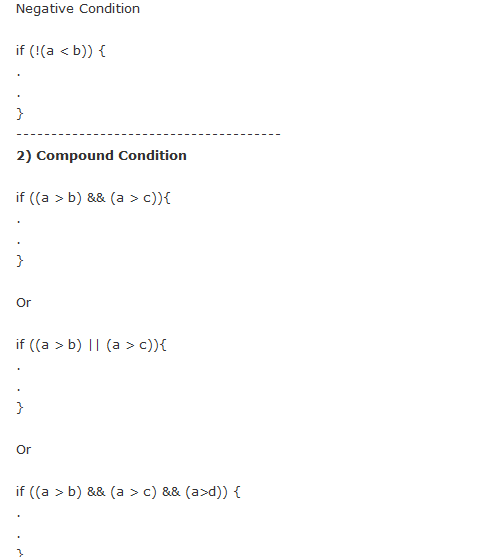 Negative Condition
if (!(a < b)) {
.
.
}
--------------------------------------
2) Compound Condition
if ((a > b) && (a > c)){
.
.
}
Or
if ((a > b) || (a > c)){
.
.
}
Or
if ((a > b) && (a > c) && (a>d)) {
.
.
}